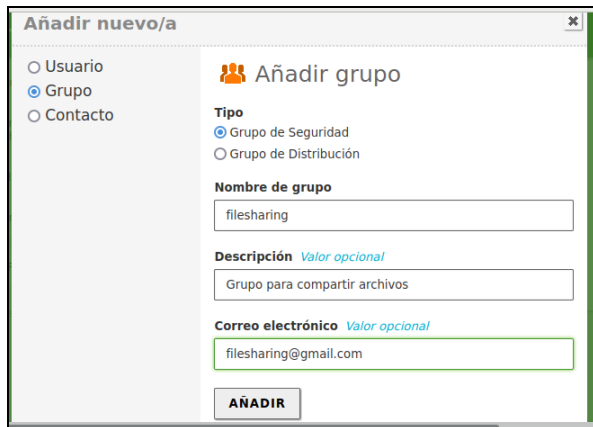 Añadir nuevo/a
Usuario
Grupo
Contacto
Añadir grupo
Tipo
Grupo de Seguridad
Grupo de Distribución
Nombre de grupo
filesharing
Descripción Valor opcional
Grupo para compartir archivos
Correo electrónico Valor opcional
filesharing@gmail.com
AÑADIR